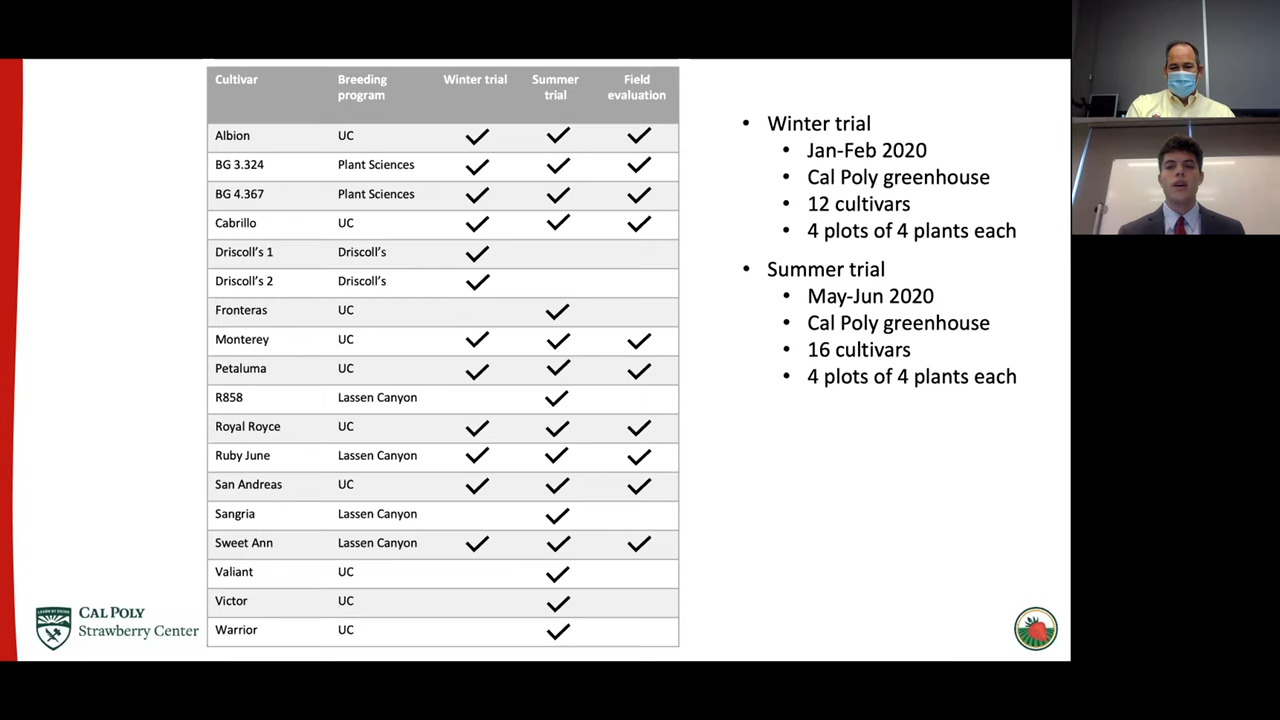 Cultivar Breeding program Winter trial Summer trial Field evaluation
Albion UC ✓ ✓ ✓
BG 3.324 Plant Sciences ✓ ✓ ✓
BG 4.367 Plant Sciences ✓ ✓ ✓
Cabrillo UC ✓ ✓ ✓
Driscoll's 1 Driscoll's ✓
Driscoll's 2 Driscoll's ✓
Fronteras UC ✓
Monterey UC ✓ ✓ ✓
Petaluma UC ✓ ✓ ✓
R858 Lassen Canyon ✓
Royal Royce UC ✓ ✓ ✓
Ruby June Lassen Canyon ✓ ✓ ✓
San Andreas UC ✓ ✓ ✓
Sangria Lassen Canyon ✓
Sweet Ann Lassen Canyon ✓ ✓ ✓
Valiant UC ✓
Victor UC ✓
Warrior UC ✓
• Winter trial
• Jan-Feb 2020
• Cal Poly greenhouse
• 12 cultivars
• 4 plots of 4 plants each
• Summer trial
• May-Jun 2020
• Cal Poly greenhouse
• 16 cultivars
• 4 plots of 4 plants each
LEARN BY DOING
CAL POLY
Strawberry Center